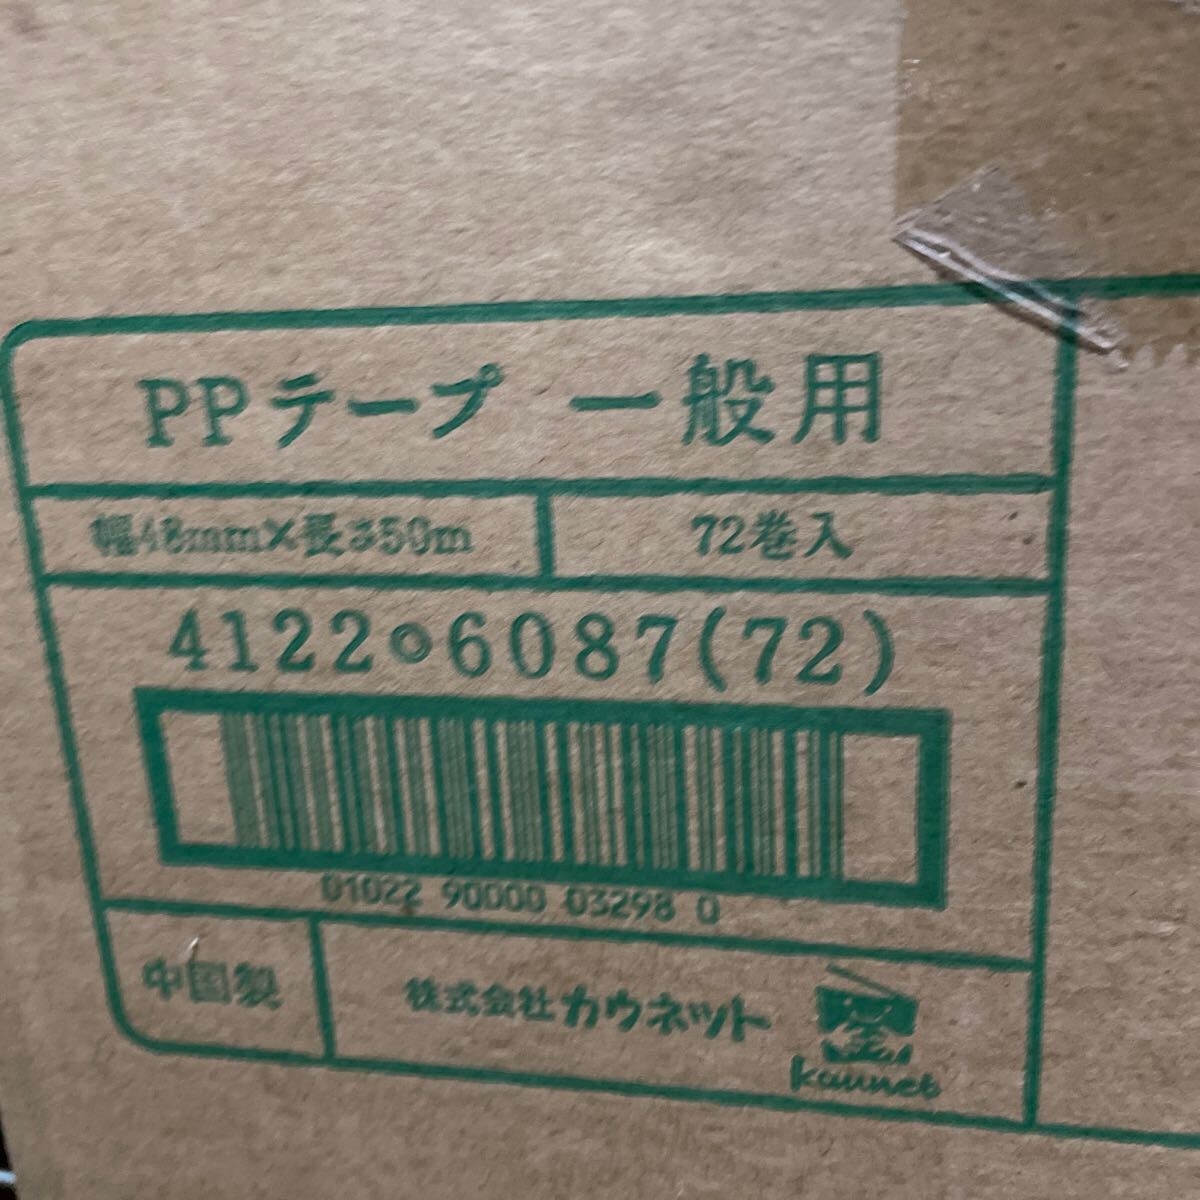 PPテープ 一般用
幅48mm×長さ50m
72巻入
4122◎6087(72)
01022 90000 03298 0
中国製
株式会社カウネット
kaunet